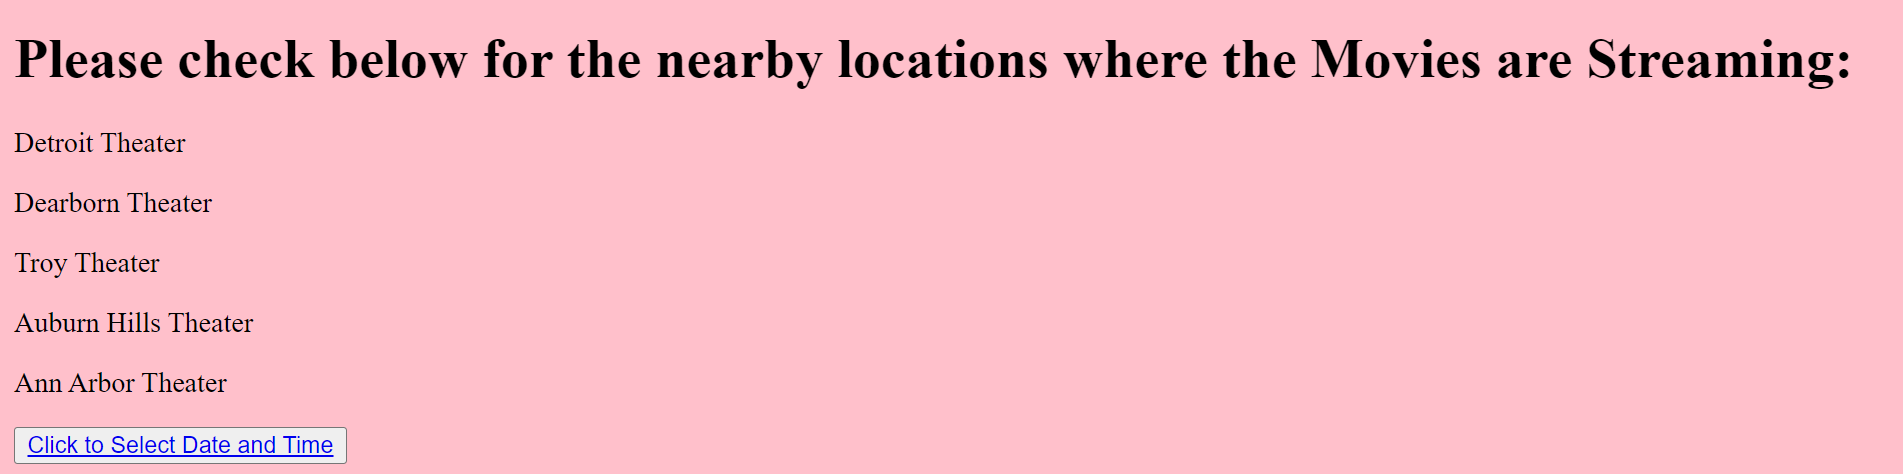 Please check below for the nearby locations where the Movies are Streaming:
Detroit Theater
Dearborn Theater
Troy Theater
Auburn Hills Theater
Ann Arbor Theater
Click to Select Date and Time